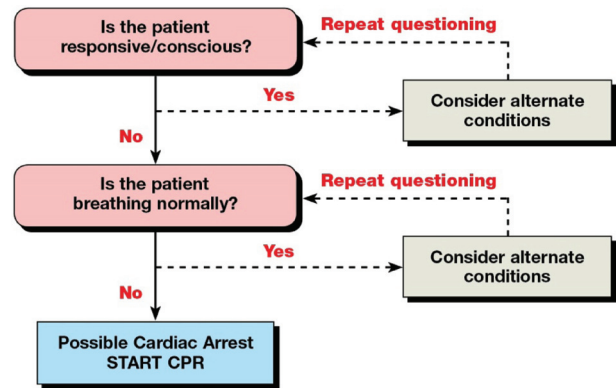 Is the patient
responsive/conscious?
Repeat questioning
Yes
Consider alternate
conditions
No
Is the patient
breathing normally?
Repeat questioning
Yes
Consider alternate
conditions
No
Possible Cardiac Arrest
START CPR